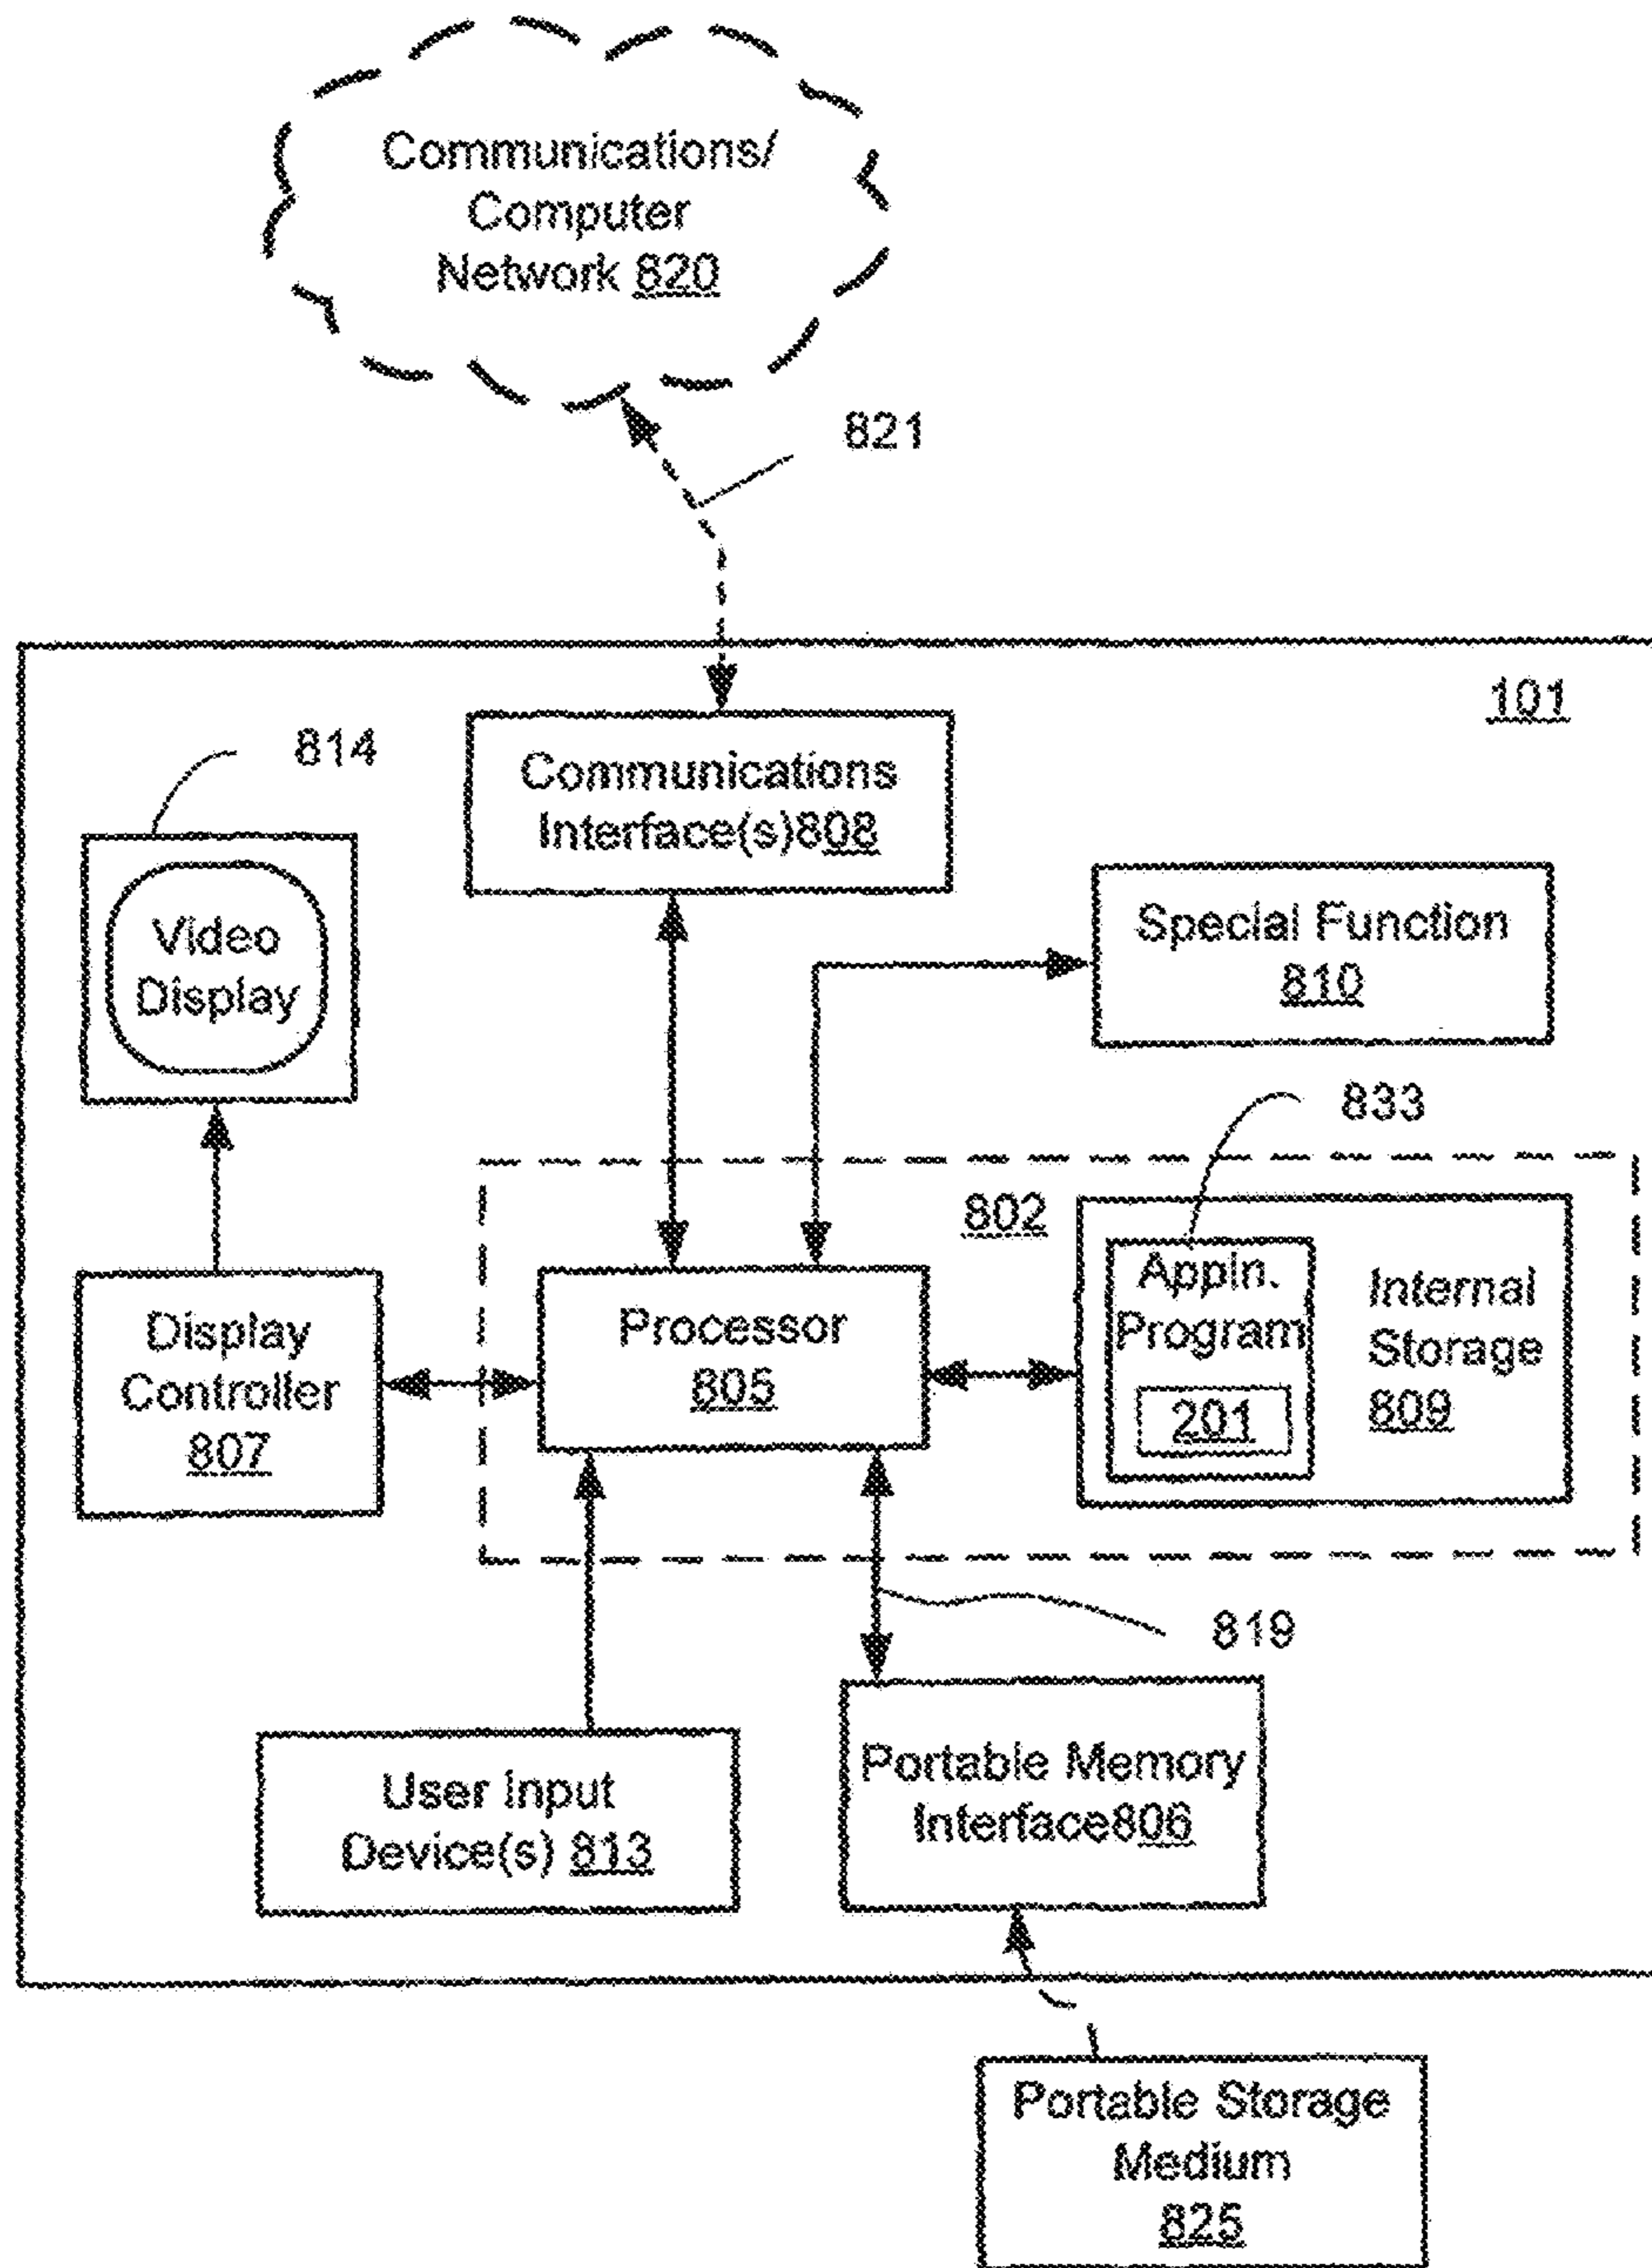 Communications/
Computer
Network 820
821
101
814
Communications
Interface(s)808
Video
Display
Special Function
810
833
802
Appln.
Program
201
Internal
Storage
809
Processor
805
Display
Controller
807
819
User Input
Device(s) 813
Portable Memory
Interface806
Portable Storage
Medium
825